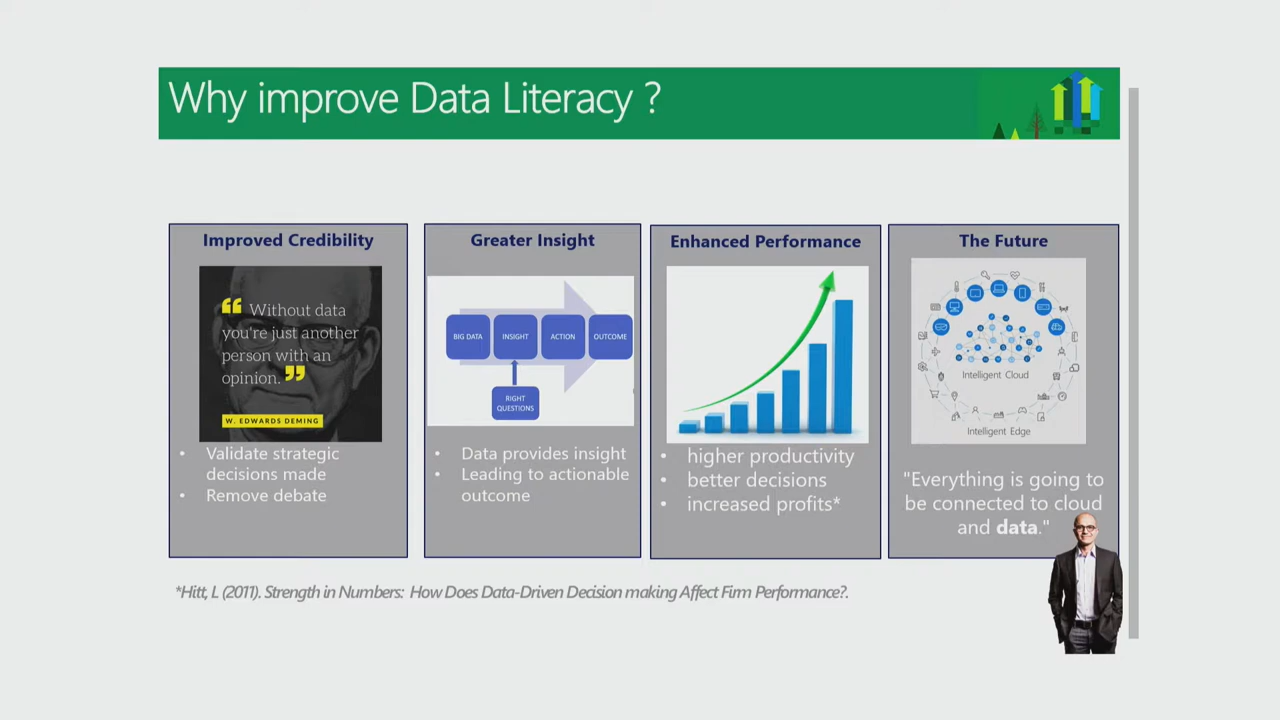 Why improve Data Literacy ?
Improved Credibility
“ Without data
you're just another
person with an
opinion. ”
W. EDWARDS DEMING
• Validate strategic
decisions made
• Remove debate
Greater Insight
BIG DATA
INSIGHT
ACTION
OUTCOME
RIGHT
QUESTIONS
• Data provides insight
• Leading to actionable
outcome
Enhanced Performance
• higher productivity
• better decisions
• increased profits*
The Future
Intelligent Cloud
Intelligent Edge
"Everything is going to
be connected to cloud
and data."
*Hitt, L (2011). Strength in Numbers: How Does Data-Driven Decision making Affect Firm Performance?.